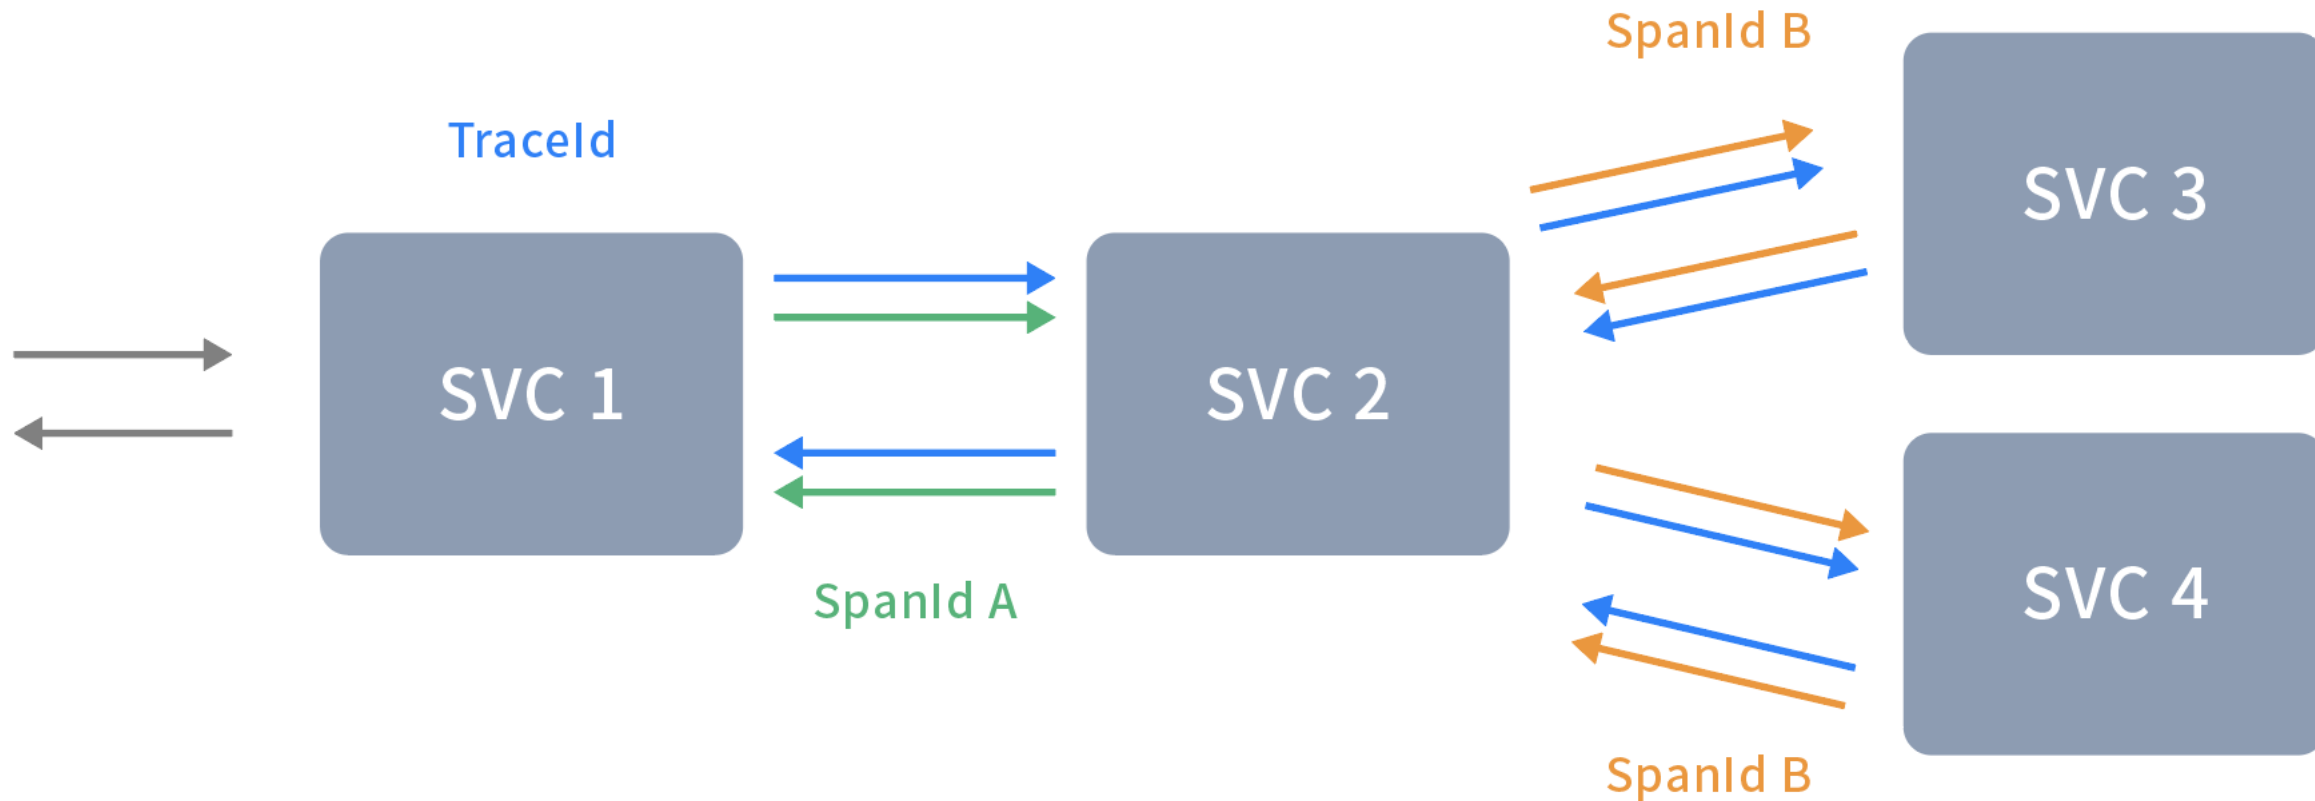 SpanId B
TraceId
SVC 3
SVC 1
SVC 2
SpanId A
SVC 4
SpanId B